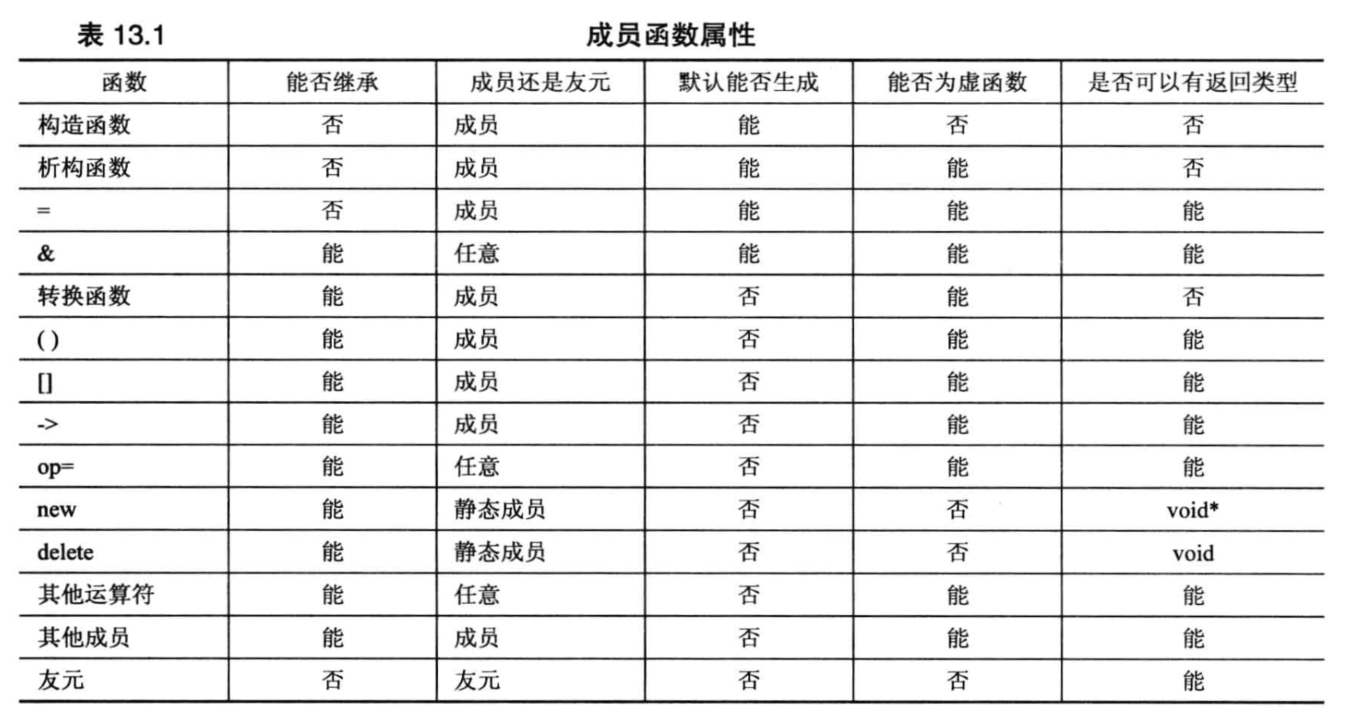 表 13.1 成员函数属性
函数 能否继承 成员还是友元 默认能否生成 能否为虚函数 是否可以有返回类型
构造函数 否 成员 能 否 否
析构函数 否 成员 能 能 否
= 否 成员 能 能 能
& 能 任意 能 能 能
转换函数 能 成员 否 能 否
( ) 能 成员 否 能 能
[] 能 成员 否 能 能
-> 能 成员 否 能 能
op= 能 任意 否 能 能
new 能 静态成员 否 否 void*
delete 能 静态成员 否 否 void
其他运算符 能 任意 否 能 能
其他成员 能 成员 否 能 能
友元 否 友元 否 否 能